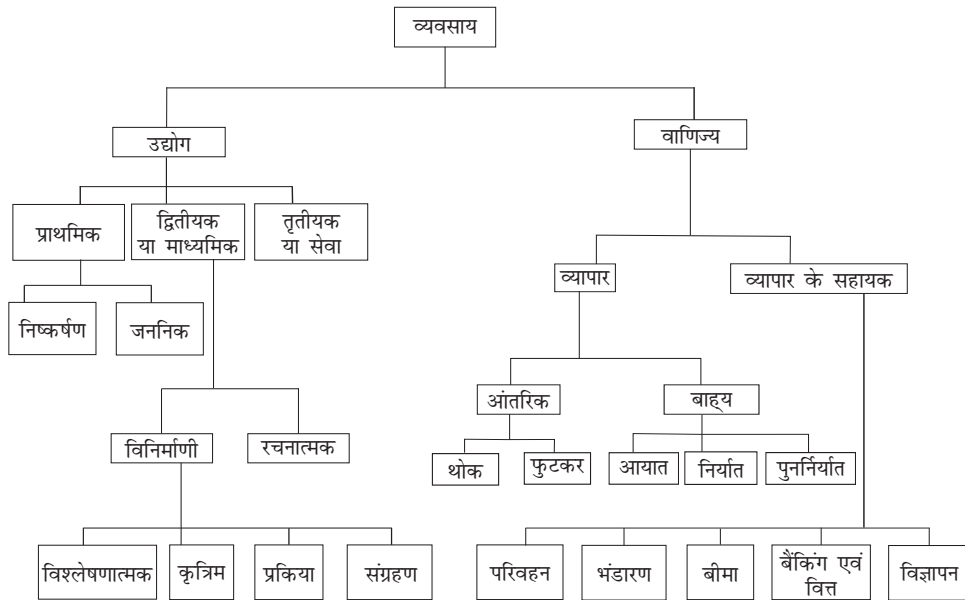 व्यवसाय
उद्योग
वाणिज्य
प्राथमिक
द्वितीयक
या माध्यमिक
तृतीयक
या सेवा
व्यापार
व्यापार के सहायक
निष्कर्षण
जननिक
आंतरिक
बाह्य
विनिर्माणी
रचनात्मक
थोक
फुटकर
आयात
निर्यात
पुनर्निर्यात
विश्लेषणात्मक
कृत्रिम
प्रकिया
संग्रहण
परिवहन
भंडारण
बीमा
बैंकिंग एवं
वित्त
विज्ञापन